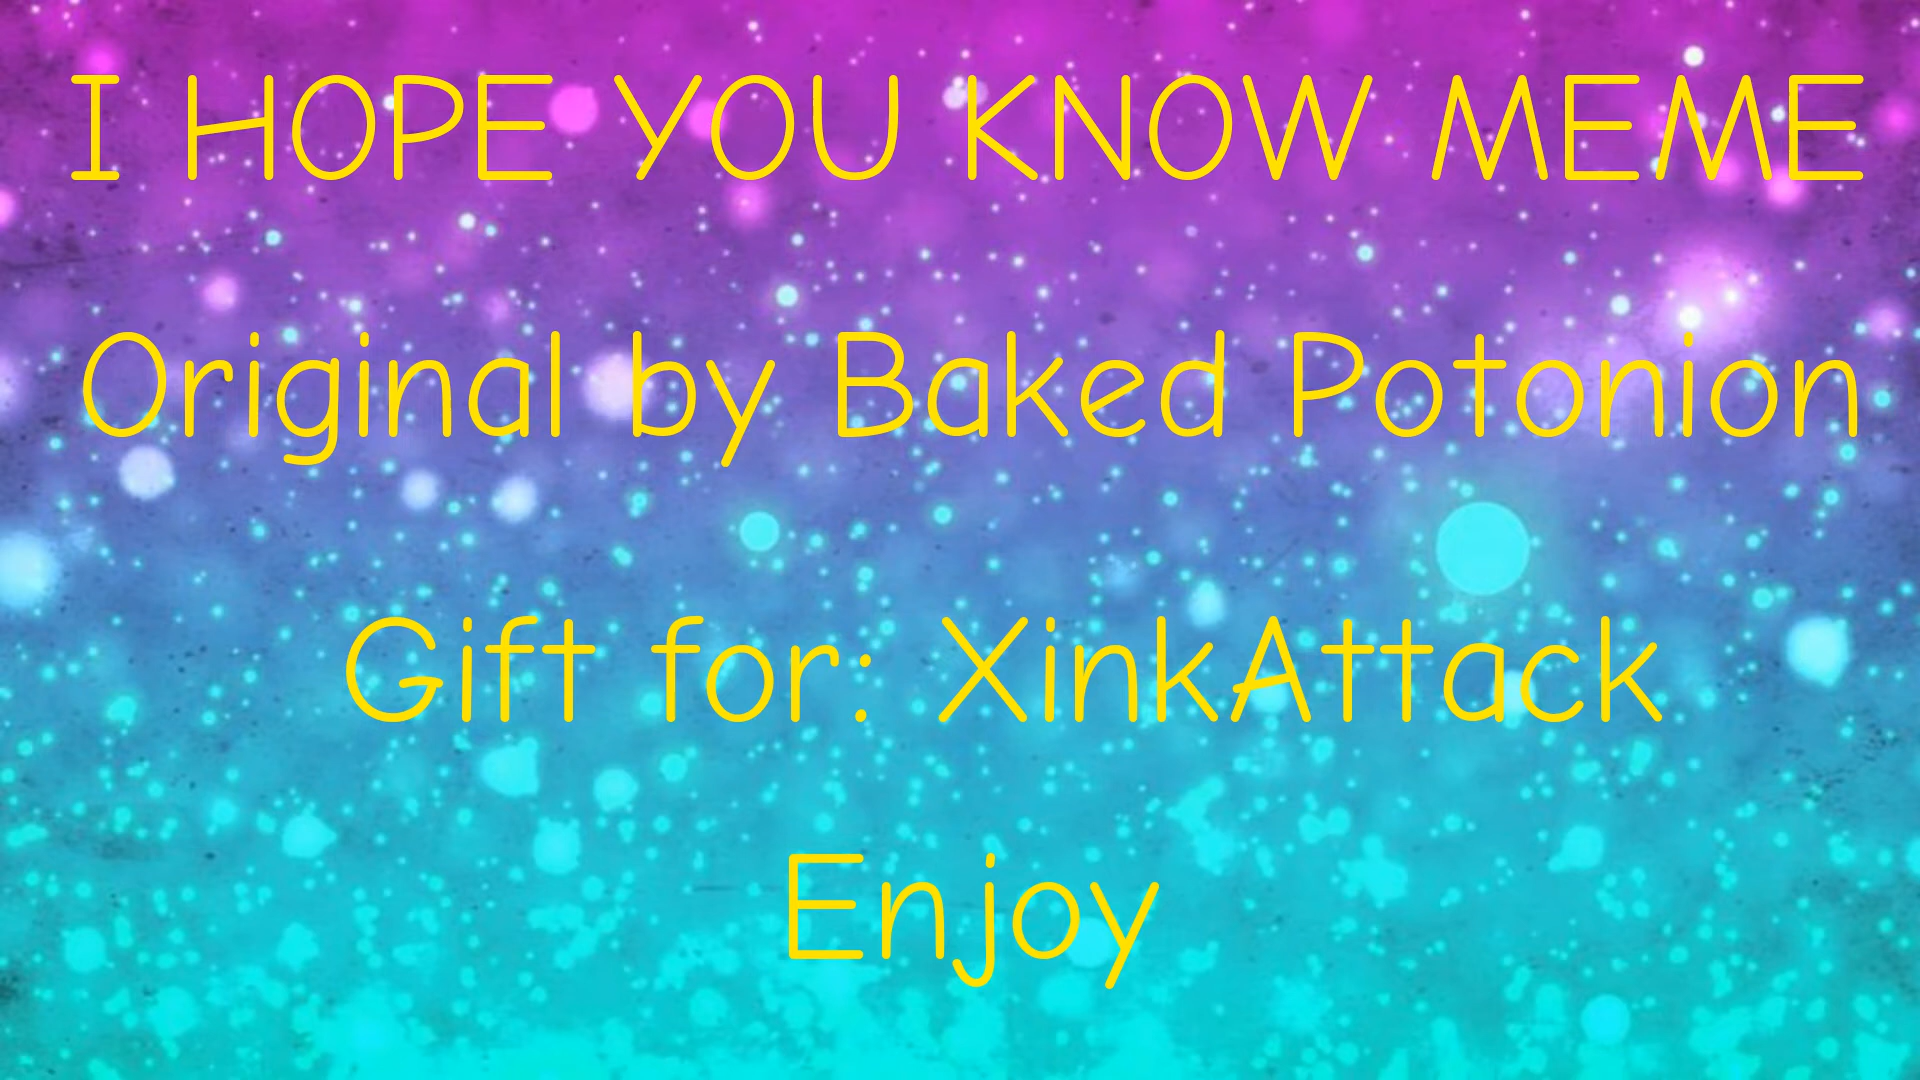 I HOPE YOU KNOW MEME
Original by Baked Potonion
Gift for: XinkAttack
Enjoy